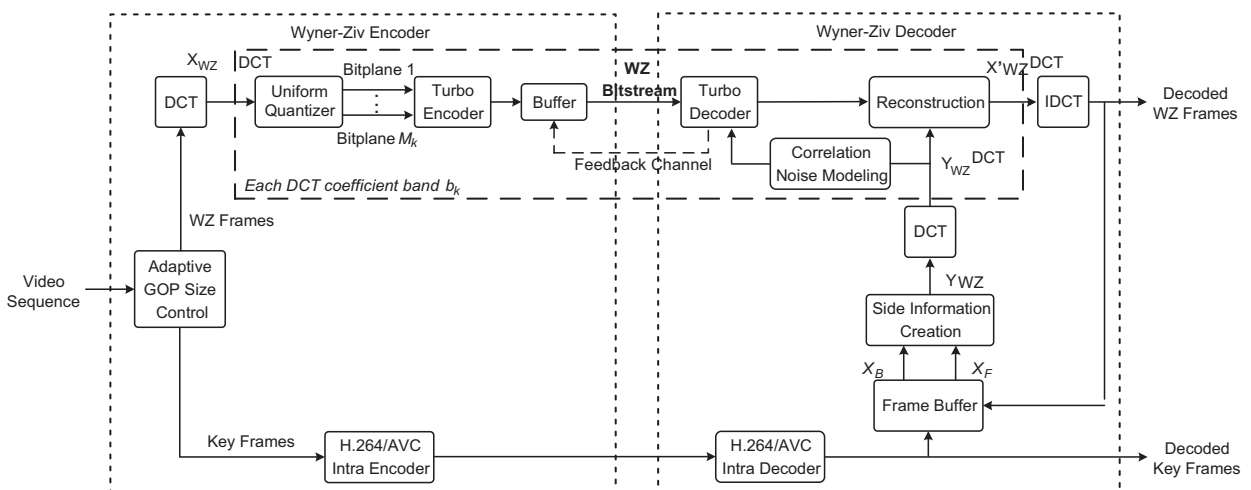 Wyner-Ziv Encoder
Wyner-Ziv Decoder
X_WZ^DCT
DCT
Uniform
Quantizer
Bitplane 1
Bitplane M_k
Turbo
Encoder
Buffer
WZ
Bitstream
Turbo
Decoder
Reconstruction
X'_WZ^DCT
IDCT
Decoded
WZ Frames
Feedback Channel
Correlation
Noise Modeling
Y_WZ^DCT
Each DCT coefficient band b_k
WZ Frames
DCT
Video
Sequence
Adaptive
GOP Size
Control
Y_WZ
Side Information
Creation
X_B
X_F
Frame Buffer
Key Frames
H.264/AVC
Intra Encoder
H.264/AVC
Intra Decoder
Decoded
Key Frames